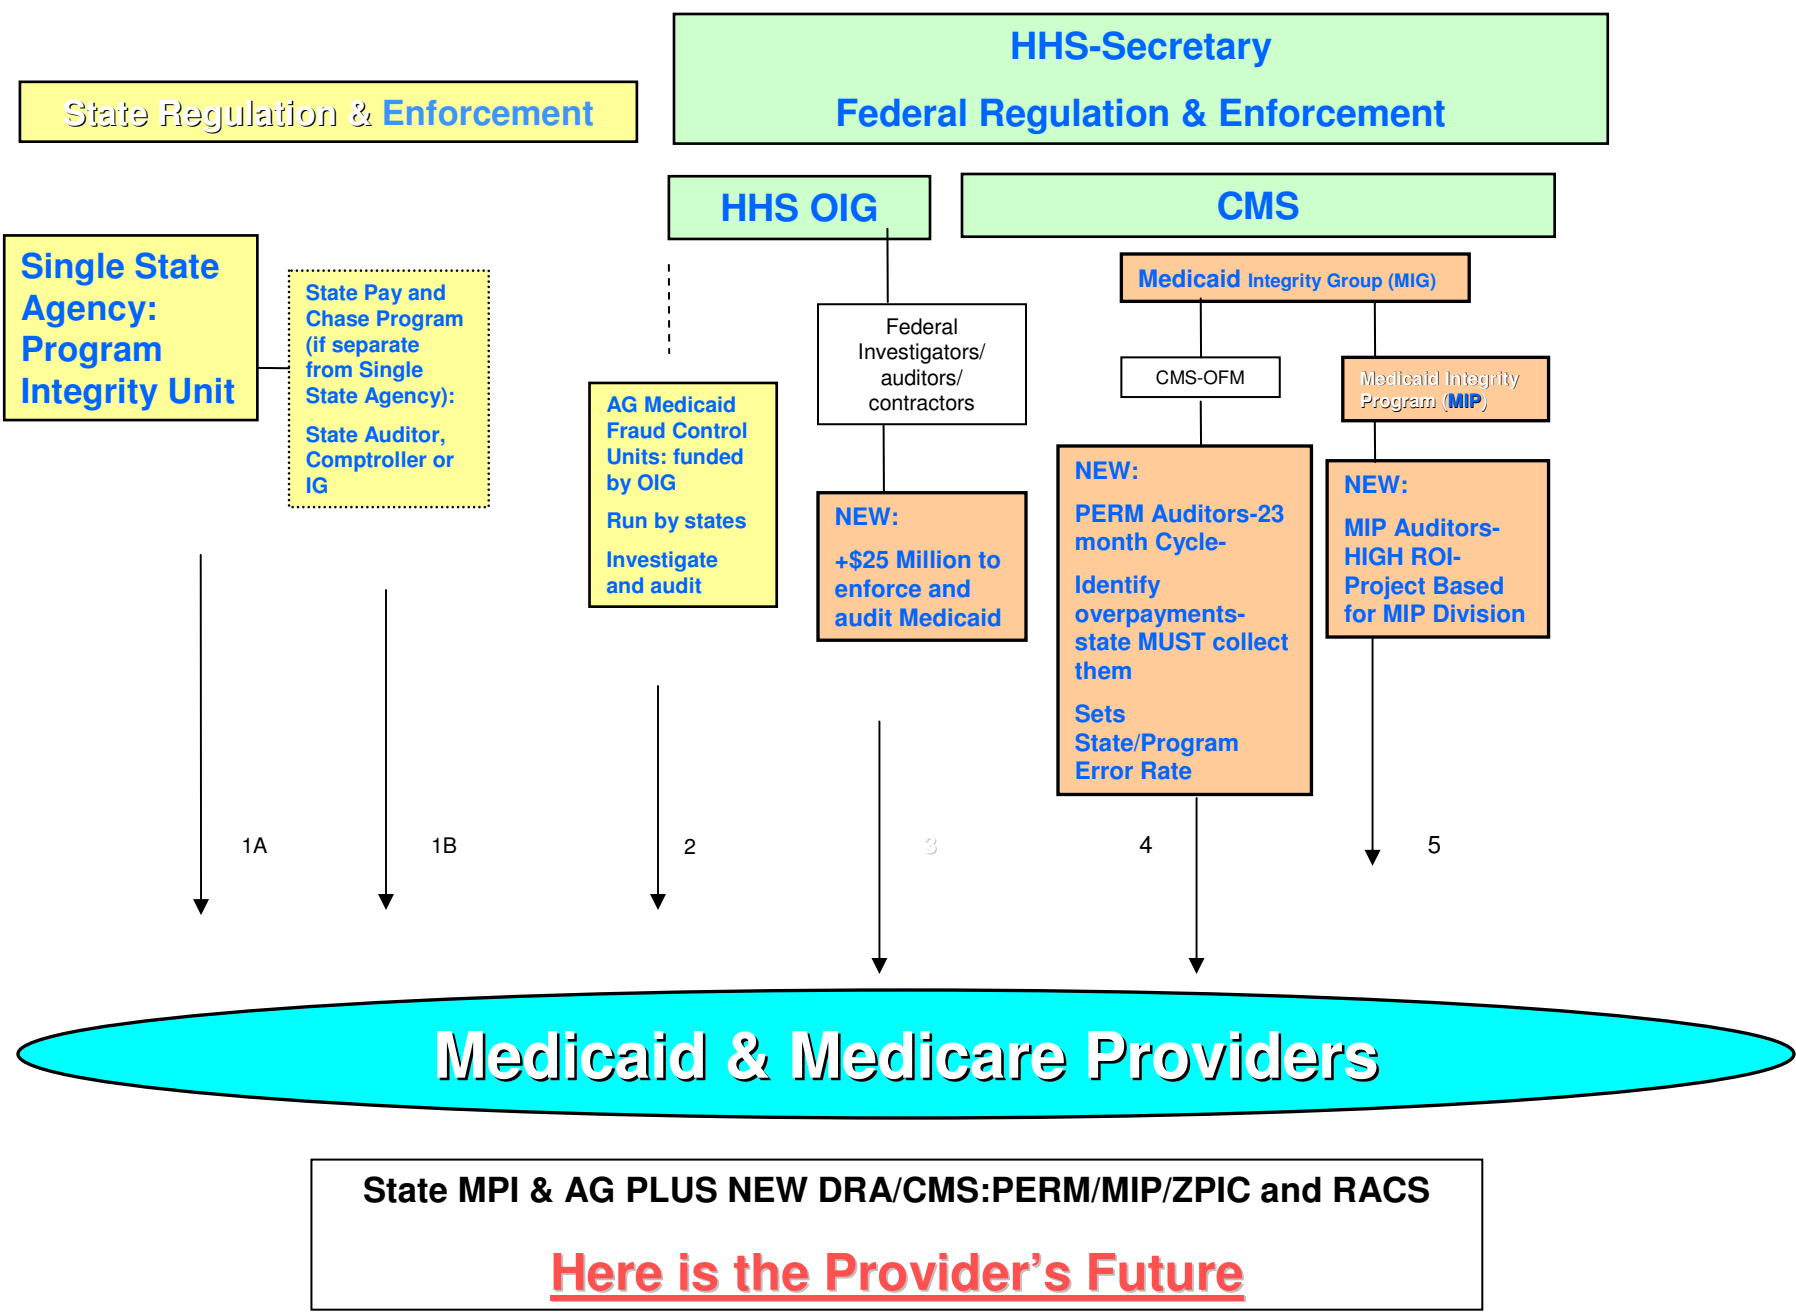 HHS-Secretary
Federal Regulation & Enforcement
State Regulation & Enforcement
HHS OIG
CMS
Single State
Agency:
Program
Integrity Unit
State Pay and
Chase Program
(if separate
from Single
State Agency):
State Auditor,
Comptroller or
IG
AG Medicaid
Fraud Control
Units: funded
by OIG
Run by states
Investigate
and audit
Federal
Investigators/
auditors/
contractors
NEW:
+$25 Million to
enforce and
audit Medicaid
Medicaid Integrity Group (MIG)
CMS-OFM
NEW:
PERM Auditors-23
month Cycle-
Identify
overpayments-
state MUST collect
them
Sets
State/Program
Error Rate
Medicaid Integrity
Program (MIP)
NEW:
MIP Auditors-
HIGH ROI-
Project Based
for MIP Division
1A
1B
2
3
4
5
Medicaid & Medicare Providers
State MPI & AG PLUS NEW DRA/CMS:PERM/MIP/ZPIC and RACS
Here is the Provider’s Future